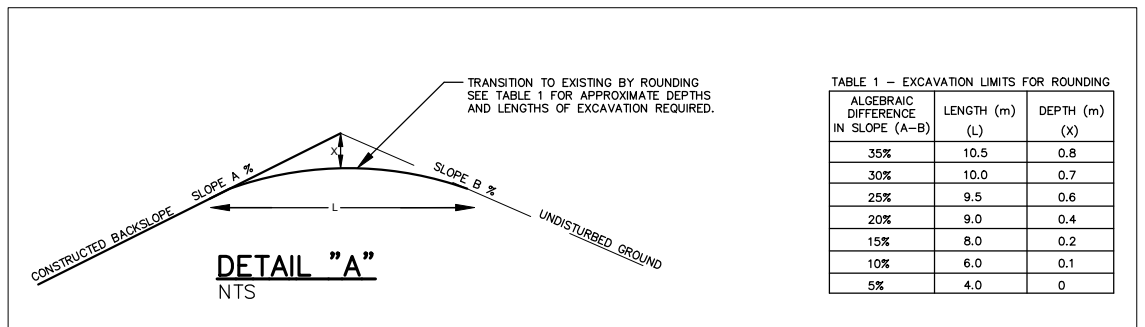 TRANSITION TO EXISTING BY ROUNDING
SEE TABLE 1 FOR APPROXIMATE DEPTHS
AND LENGTHS OF EXCAVATION REQUIRED.
X
SLOPE A %
SLOPE B %
L
CONSTRUCTED BACKSLOPE
UNDISTURBED GROUND
DETAIL "A"
NTS
TABLE 1 – EXCAVATION LIMITS FOR ROUNDING
ALGEBRAIC DIFFERENCE IN SLOPE (A–B) LENGTH (m) (L) DEPTH (m) (X)
35% 10.5 0.8
30% 10.0 0.7
25% 9.5 0.6
20% 9.0 0.4
15% 8.0 0.2
10% 6.0 0.1
5% 4.0 0